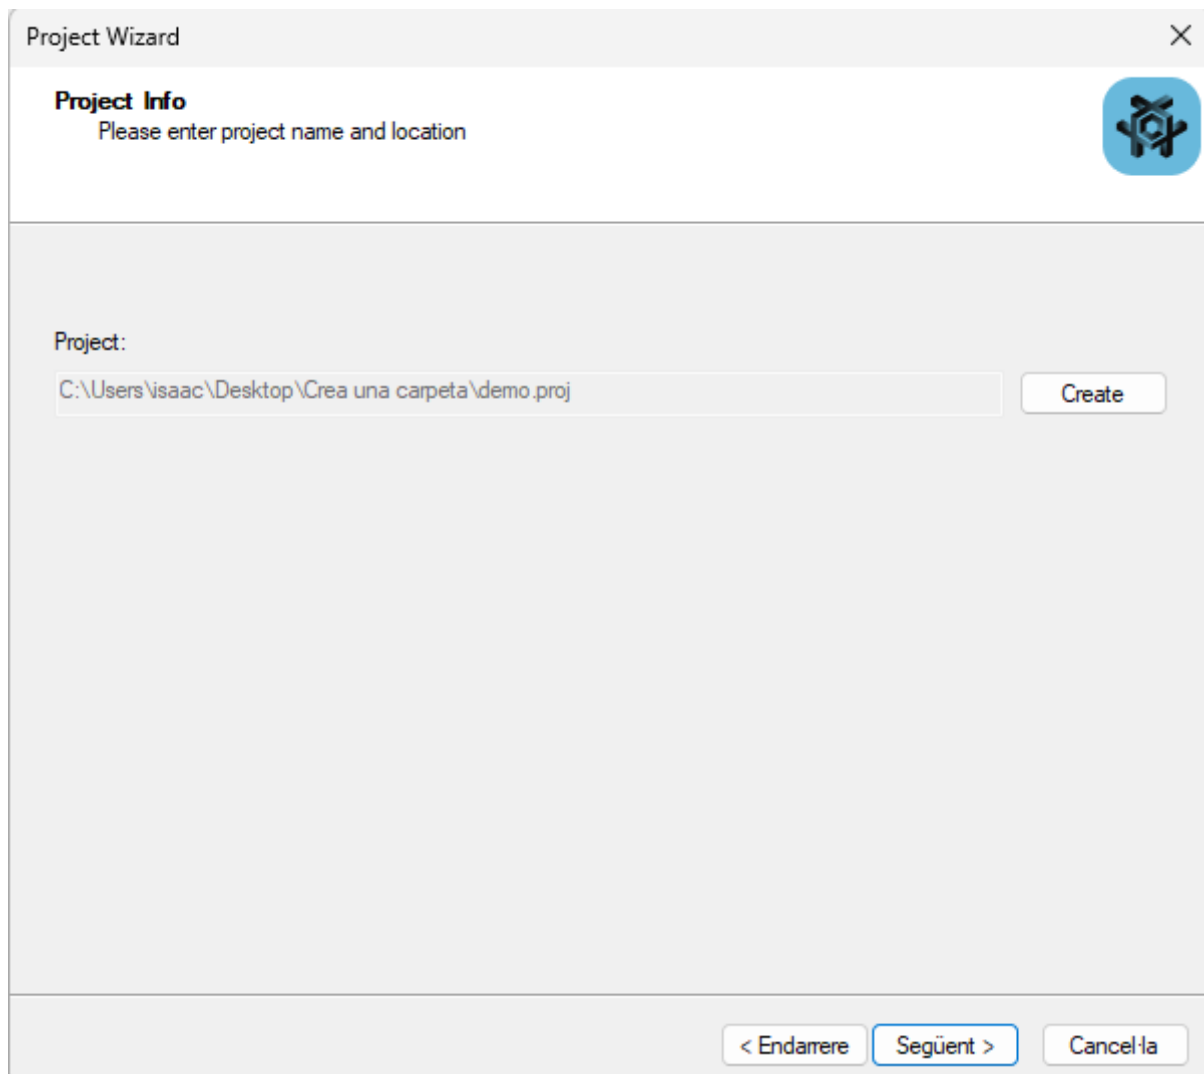 Project Wizard
Project Info
Please enter project name and location
Project:
C:\Users\isaac\Desktop\Crea una carpeta\demo.proj
Create
< Endarrere
Següent >
Cancel·la